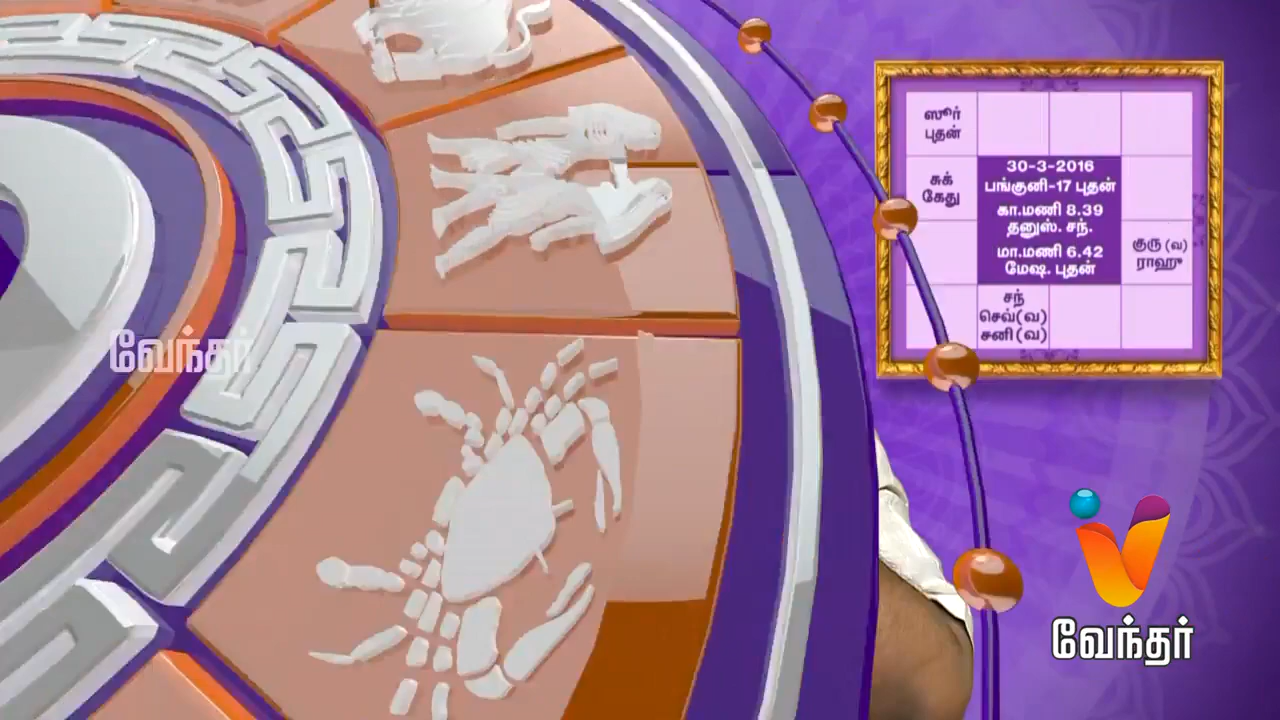 ஸூர்
புதன்
சுக்
கேது
30-3-2016
பங்குனி-17 புதன்
கா.மணி 8.39
தனுஸ். சந்.
மா.மணி 6.42
மேஷ. புதன்
குரு (வ)
ராஹு
சந்
செவ்(வ)
சனி (வ)
வேந்தர்
வேந்தர்